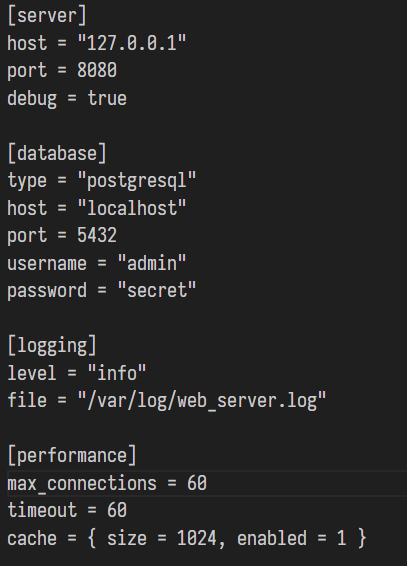 [server]
host = "127.0.0.1"
port = 8080
debug = true

[database]
type = "postgresql"
host = "localhost"
port = 5432
username = "admin"
password = "secret"

[logging]
level = "info"
file = "/var/log/web_server.log"

[performance]
max_connections = 60
timeout = 60
cache = { size = 1024, enabled = 1 }